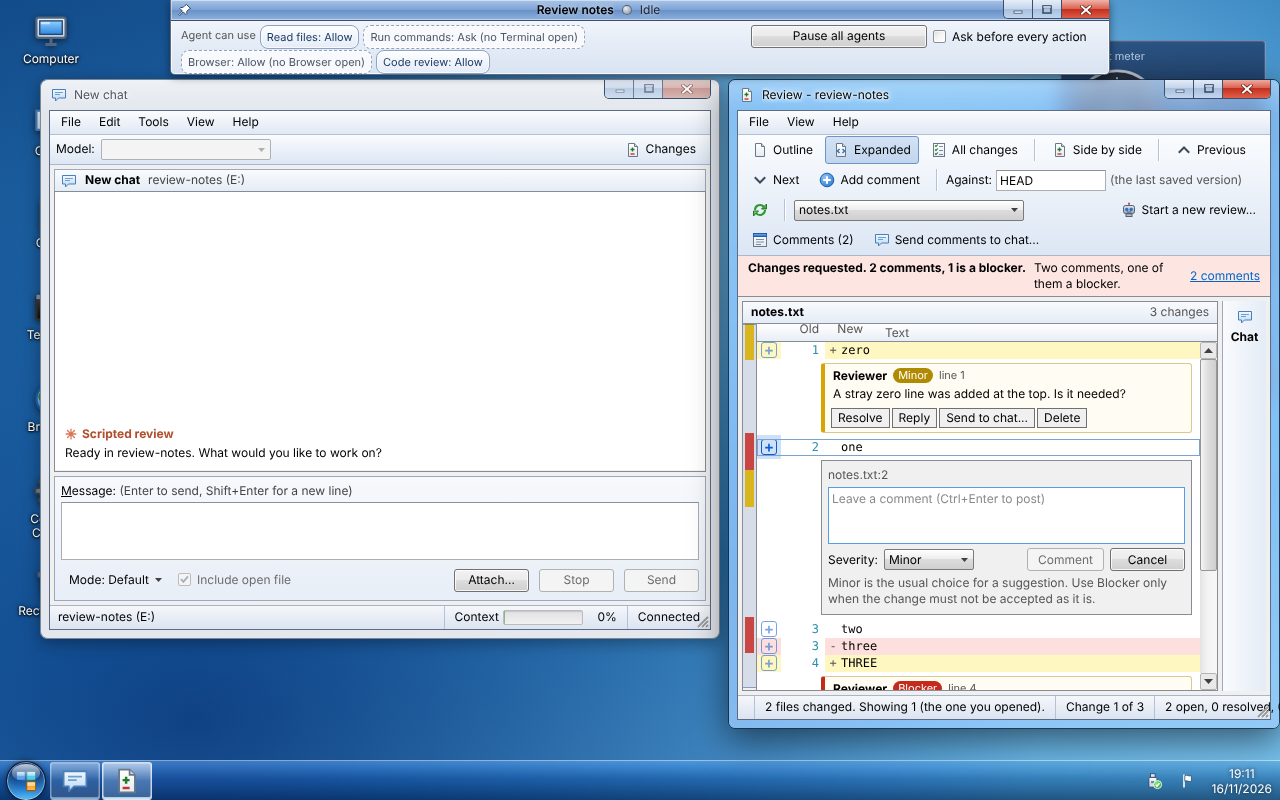 Review notes Idle
Agent can use Read files: Allow Run commands: Ask (no Terminal open)
Browser: Allow (no Browser open) Code review: Allow
Pause all agents Ask before every action
Computer
meter
New chat
File Edit Tools View Help
Model:
Changes
New chat review-notes (E:)
Scripted review
Ready in review-notes. What would you like to work on?
Message: (Enter to send, Shift+Enter for a new line)
Mode: Default Include open file Attach... Stop Send
review-notes (E:) Context 0% Connected
Review - review-notes
File View Help
Outline Expanded All changes Side by side Previous
Next Add comment Against: HEAD (the last saved version)
notes.txt Start a new review...
Comments (2) Send comments to chat...
Changes requested. 2 comments, 1 is a blocker. Two comments, one of
them a blocker.
2 comments
notes.txt 3 changes
Chat
Old New Text
1 + zero
Reviewer Minor line 1
A stray zero line was added at the top. Is it needed?
Resolve Reply Send to chat... Delete
2 one
notes.txt:2
Leave a comment (Ctrl+Enter to post)
Severity: Minor Comment Cancel
Minor is the usual choice for a suggestion. Use Blocker only
when the change must not be accepted as it is.
3 two
3 - three
4 + THREE
Reviewer Blocker line 4
2 files changed. Showing 1 (the one you opened). Change 1 of 3 2 open, 0 resolved,
19:11
16/11/2026